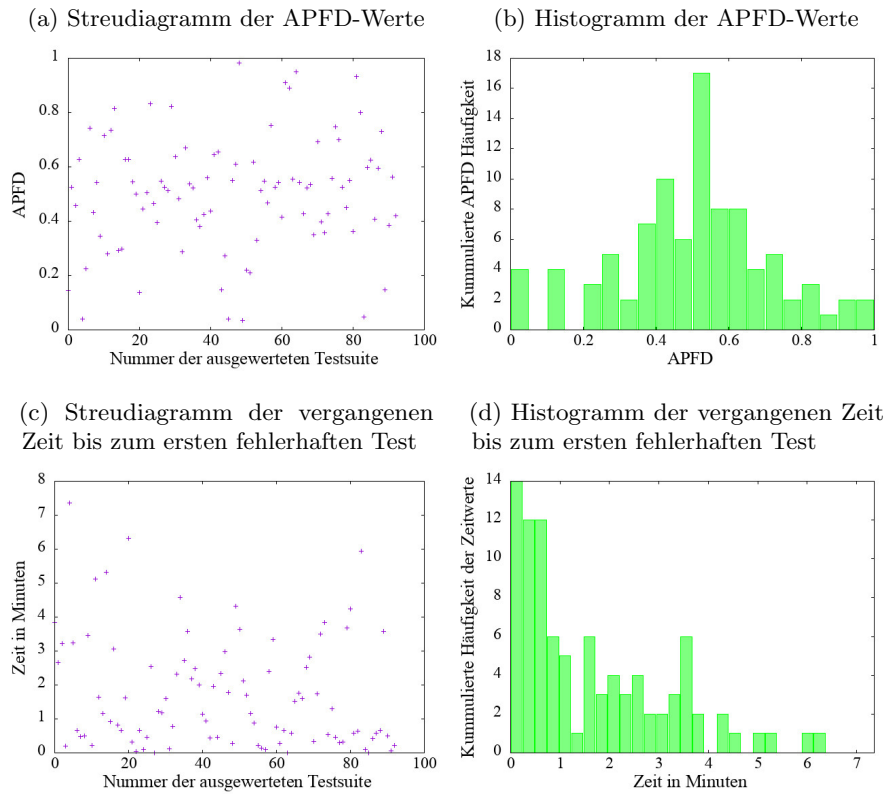 (a) Streudiagramm der APFD-Werte
1
0.8
0.6
0.4
0.2
0
APFD
0 20 40 60 80 100
Nummer der ausgewerteten Testsuite
(b) Histogramm der APFD-Werte
18
16
14
12
10
8
6
4
2
0
Kummulierte APFD Häufigkeit
0 0.2 0.4 0.6 0.8 1
APFD
(c) Streudiagramm der vergangenen
Zeit bis zum ersten fehlerhaften Test
8
7
6
5
4
3
2
1
0
Zeit in Minuten
0 20 40 60 80 100
Nummer der ausgewerteten Testsuite
(d) Histogramm der vergangenen Zeit
bis zum ersten fehlerhaften Test
14
12
10
8
6
4
2
0
Kummulierte Häufigkeit der Zeitwerte
0 1 2 3 4 5 6 7
Zeit in Minuten